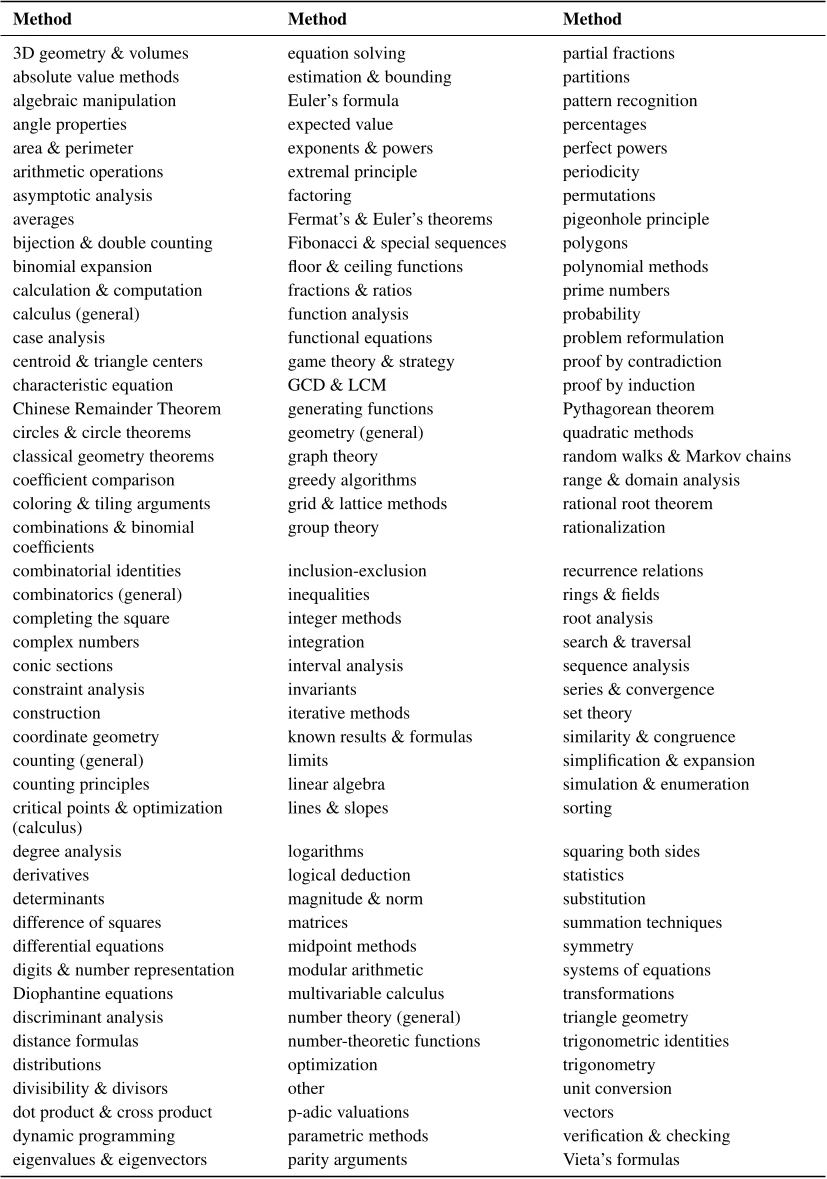 Method Method Method
3D geometry & volumes equation solving partial fractions
absolute value methods estimation & bounding partitions
algebraic manipulation Euler’s formula pattern recognition
angle properties expected value percentages
area & perimeter exponents & powers perfect powers
arithmetic operations extremal principle periodicity
asymptotic analysis factoring permutations
averages Fermat’s & Euler’s theorems pigeonhole principle
bijection & double counting Fibonacci & special sequences polygons
binomial expansion floor & ceiling functions polynomial methods
calculation & computation fractions & ratios prime numbers
calculus (general) function analysis probability
case analysis functional equations problem reformulation
centroid & triangle centers game theory & strategy proof by contradiction
characteristic equation GCD & LCM proof by induction
Chinese Remainder Theorem generating functions Pythagorean theorem
circles & circle theorems geometry (general) quadratic methods
classical geometry theorems graph theory random walks & Markov chains
coefficient comparison greedy algorithms range & domain analysis
coloring & tiling arguments grid & lattice methods rational root theorem
combinations & binomial group theory rationalization
coefficients
combinatorial identities inclusion-exclusion recurrence relations
combinatorics (general) inequalities rings & fields
completing the square integer methods root analysis
complex numbers integration search & traversal
conic sections interval analysis sequence analysis
constraint analysis invariants series & convergence
construction iterative methods set theory
coordinate geometry known results & formulas similarity & congruence
counting (general) limits simplification & expansion
counting principles linear algebra simulation & enumeration
critical points & optimization lines & slopes sorting
(calculus)
degree analysis logarithms squaring both sides
derivatives logical deduction statistics
determinants magnitude & norm substitution
difference of squares matrices summation techniques
differential equations midpoint methods symmetry
digits & number representation modular arithmetic systems of equations
Diophantine equations multivariable calculus transformations
discriminant analysis number theory (general) triangle geometry
distance formulas number-theoretic functions trigonometric identities
distributions optimization trigonometry
divisibility & divisors other unit conversion
dot product & cross product p-adic valuations vectors
dynamic programming parametric methods verification & checking
eigenvalues & eigenvectors parity arguments Vieta’s formulas